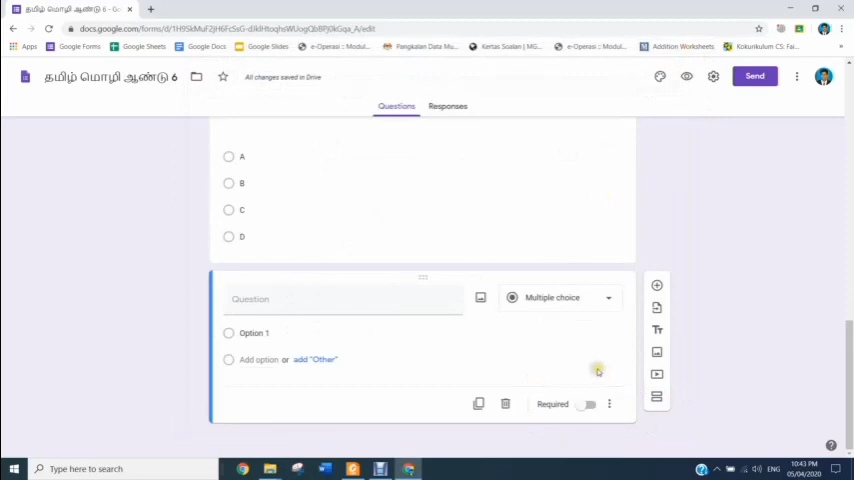 தமிழ் மொழி ஆண்டு 6 - Go
docs.google.com/forms/d/1H9SkMuF2jH6FcSsG-dJklHtoqhsWUogQbBPJ0kGqa_A/edit
Apps Google Forms Google Sheets Google Docs Google Slides e-Operasi :: Modul... Pangkalan Data Mu... Kertas Soalan | MG... e-Operasi :: Modul... Addition Worksheets Kokurikulum CS: Fai...
தமிழ் மொழி ஆண்டு 6 All changes saved in Drive Send
Questions Responses
A
B
C
D
Question Multiple choice
Option 1
Add option or add "Other"
Required
Type here to search ENG 10:43 PM
05/04/2020